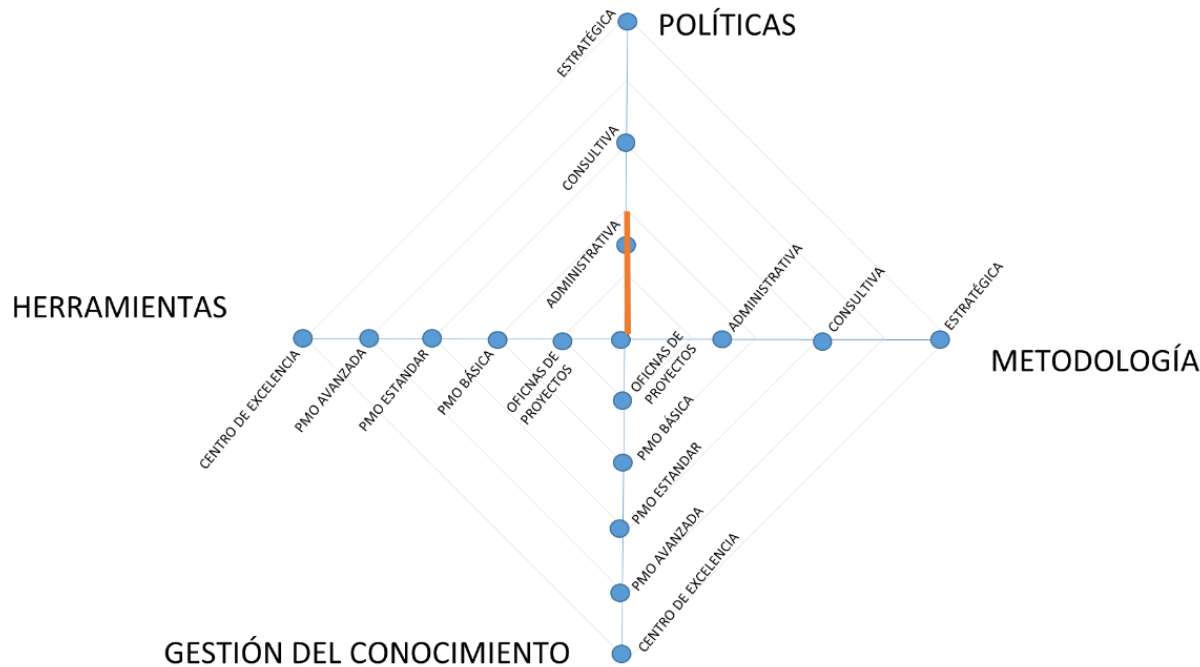 POLÍTICAS
ESTRATÉGICA
CONSULTIVA
ADMINISTRATIVA
HERRAMIENTAS
CENTRO DE EXCELENCIA
PMO AVANZADA
PMO ESTANDAR
PMO BÁSICA
OFICNAS DE
PROYECTOS
ADMINISTRATIVA
CONSULTIVA
ESTRATÉGICA
METODOLOGÍA
OFICNAS DE
PROYECTOS
PMO BÁSICA
PMO ESTANDAR
PMO AVANZADA
CENTRO DE EXCELENCIA
GESTIÓN DEL CONOCIMIENTO